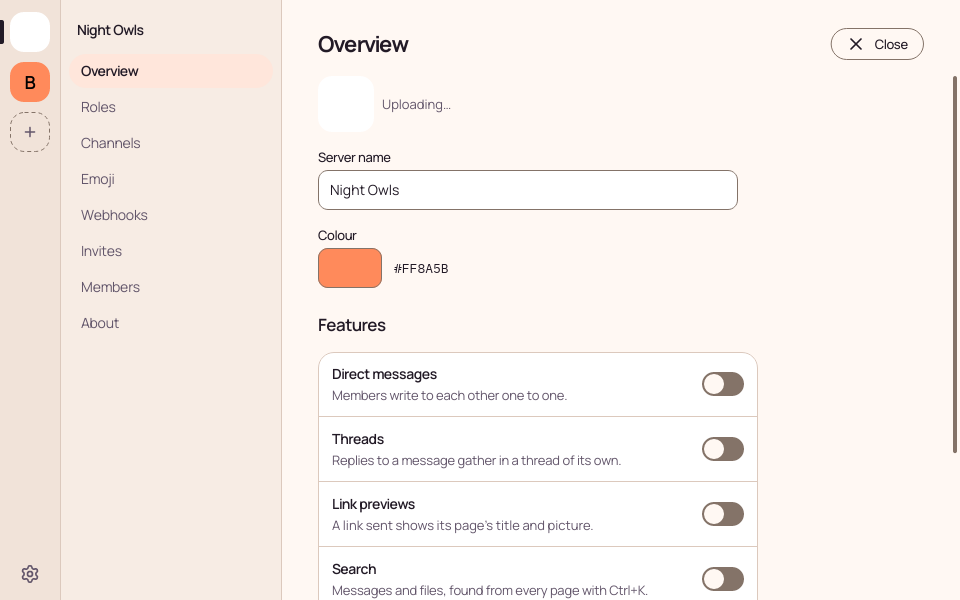 Night Owls
B
Overview
Roles
Channels
Emoji
Webhooks
Invites
Members
About
Overview
Close
Uploading…
Server name
Night Owls
Colour
#FF8A5B
Features
Direct messages
Members write to each other one to one.
Threads
Replies to a message gather in a thread of its own.
Link previews
A link sent shows its page's title and picture.
Search
Messages and files, found from every page with Ctrl+K.